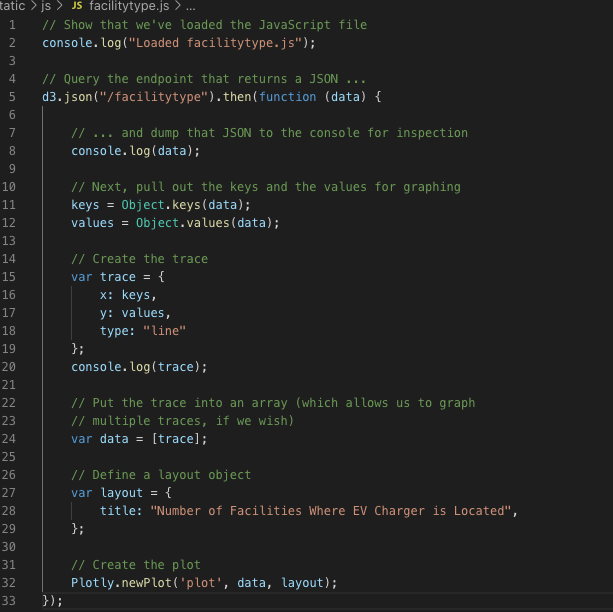 tatic > js > JS facilitytype.js > ...
1 // Show that we've loaded the JavaScript file
2 console.log("Loaded facilitytype.js");
3
4 // Query the endpoint that returns a JSON ...
5 d3.json("/facilitytype").then(function (data) {
6
7     // ... and dump that JSON to the console for inspection
8     console.log(data);
9
10     // Next, pull out the keys and the values for graphing
11     keys = Object.keys(data);
12     values = Object.values(data);
13
14     // Create the trace
15     var trace = {
16         x: keys,
17         y: values,
18         type: "line"
19     };
20     console.log(trace);
21
22     // Put the trace into an array (which allows us to graph
23     // multiple traces, if we wish)
24     var data = [trace];
25
26     // Define a layout object
27     var layout = {
28         title: "Number of Facilities Where EV Charger is Located",
29     };
30
31     // Create the plot
32     Plotly.newPlot('plot', data, layout);
33 });